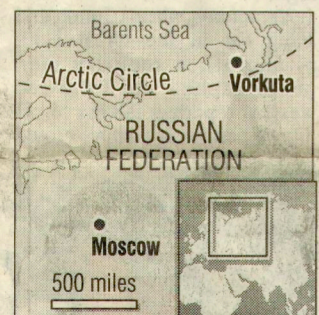 Barents Sea
Arctic Circle
Vorkuta
RUSSIAN
FEDERATION
Moscow
500 miles